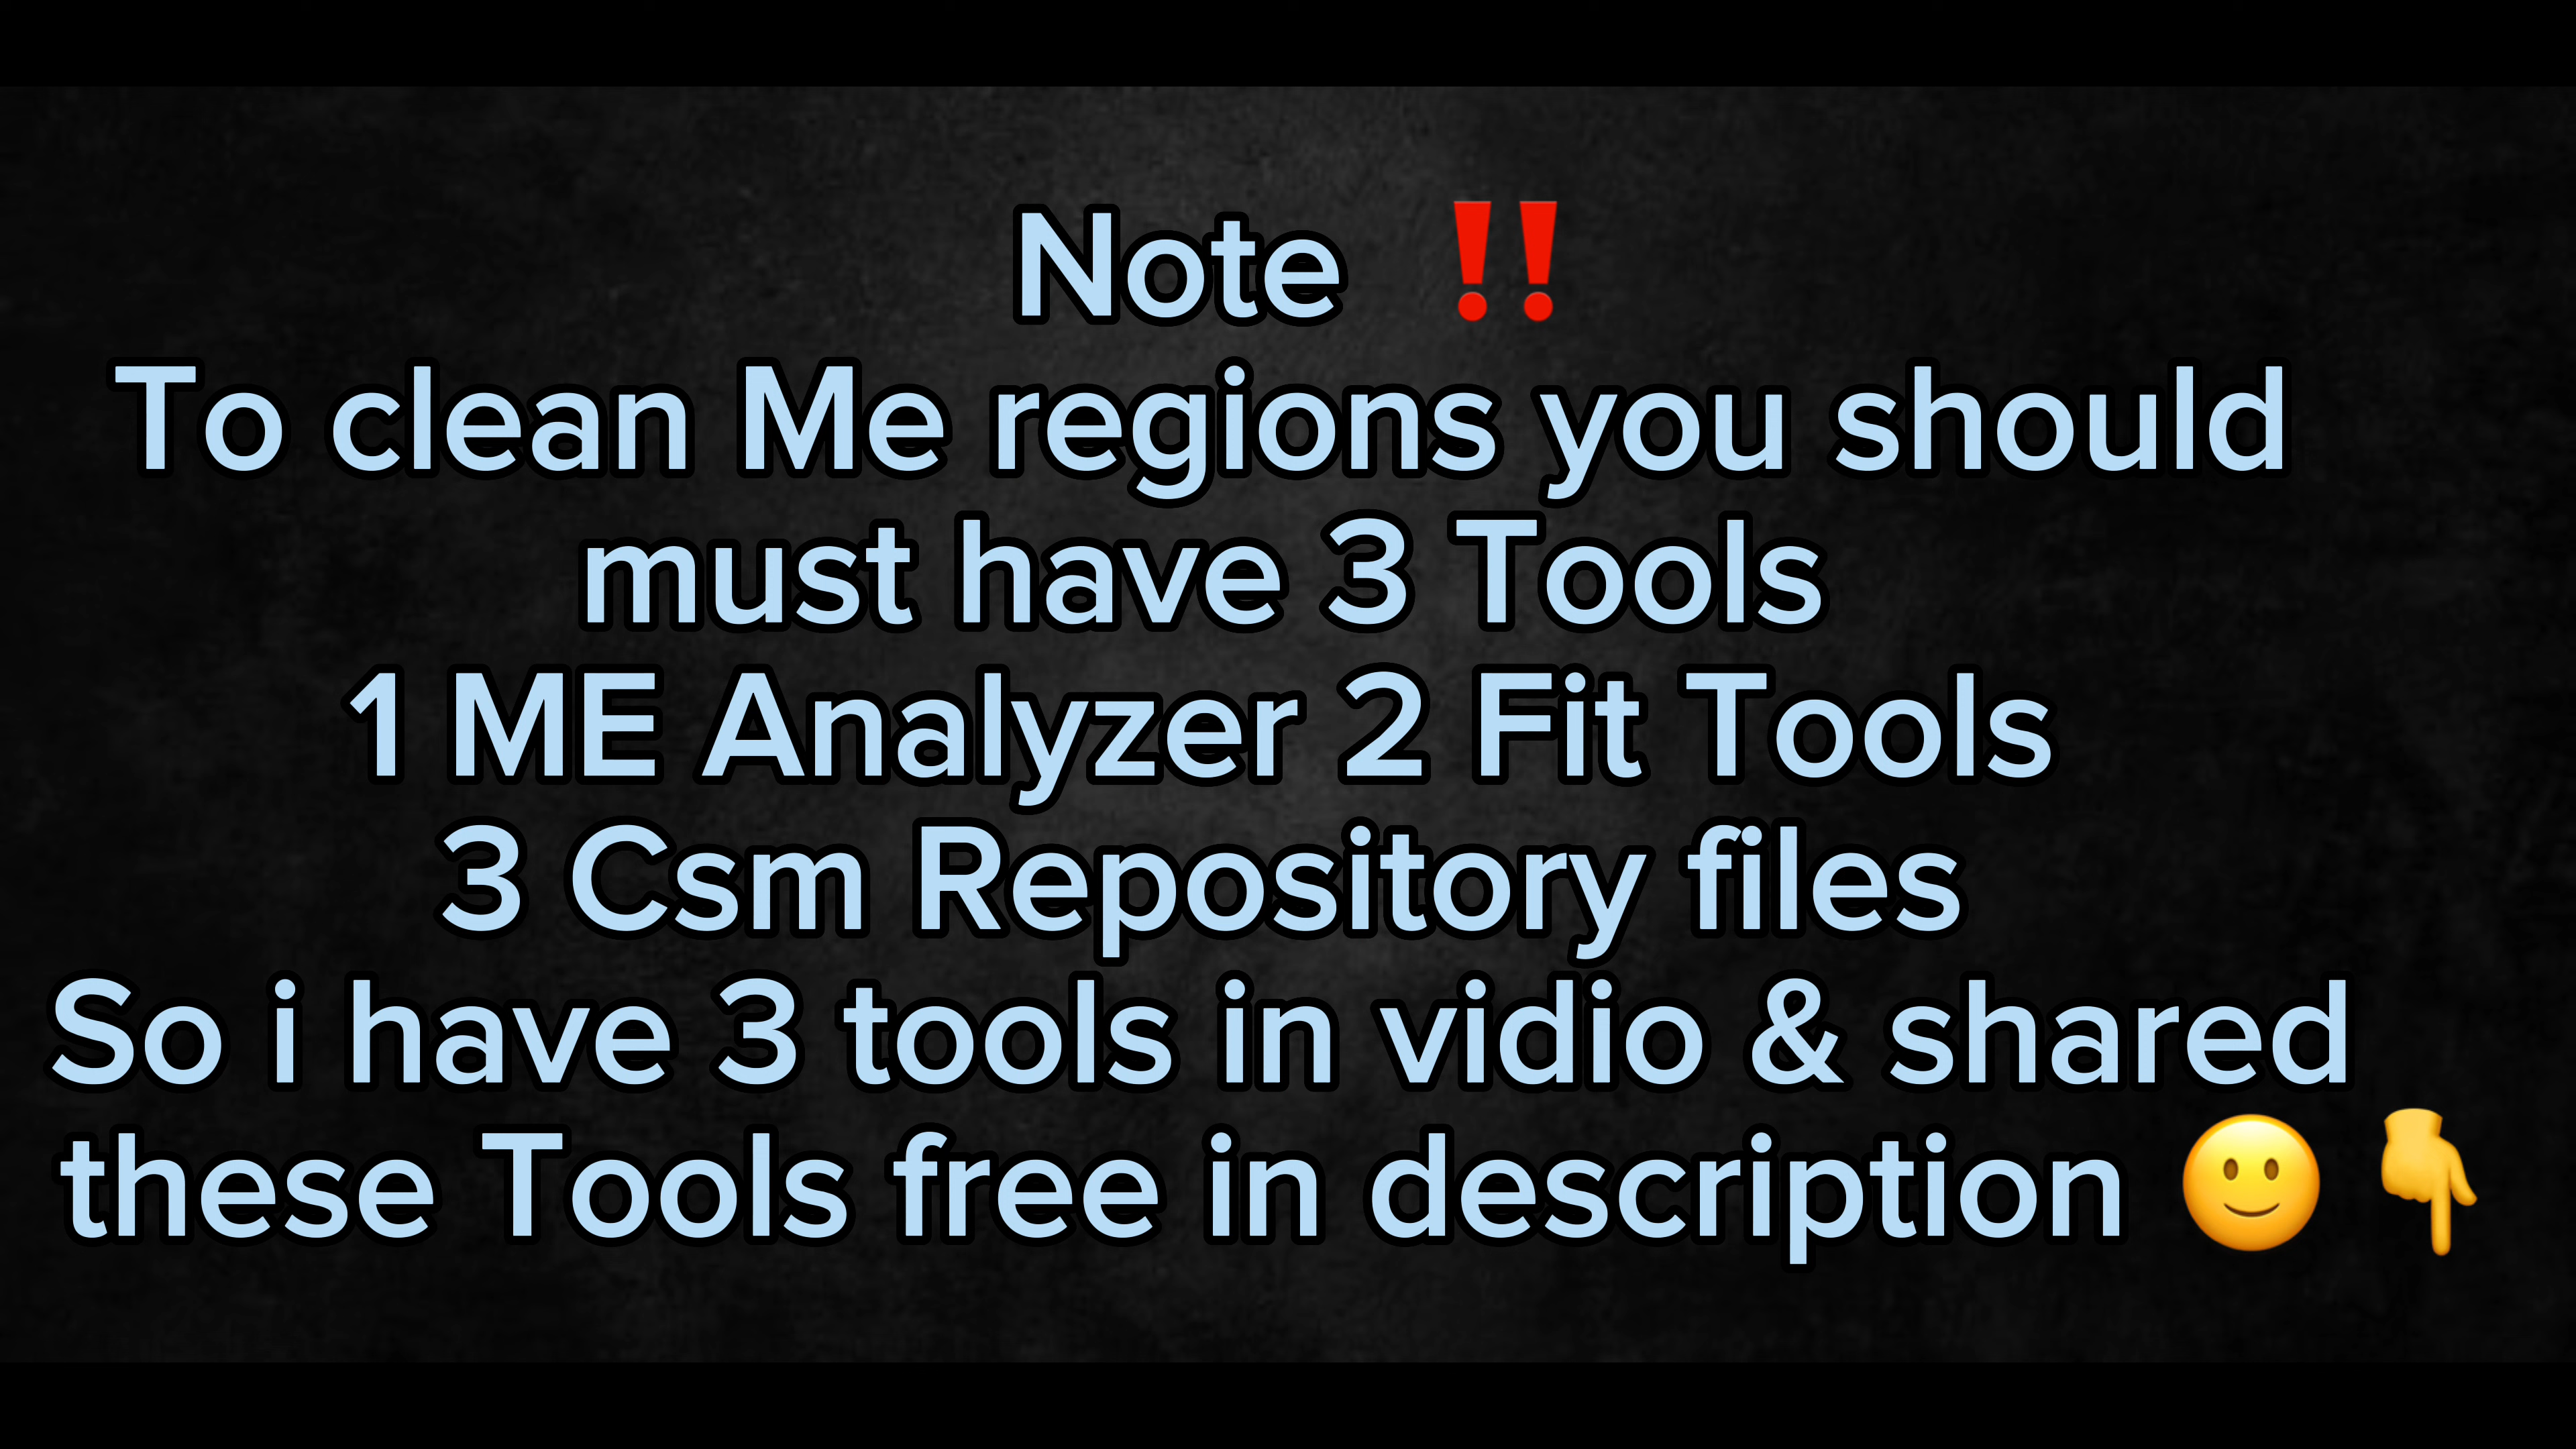 Note ‼️
To clean Me regions you should
must have 3 Tools
1 ME Analyzer 2 Fit Tools
3 Csm Repository files
So i have 3 tools in vidio & shared
these Tools free in description 🙂👇